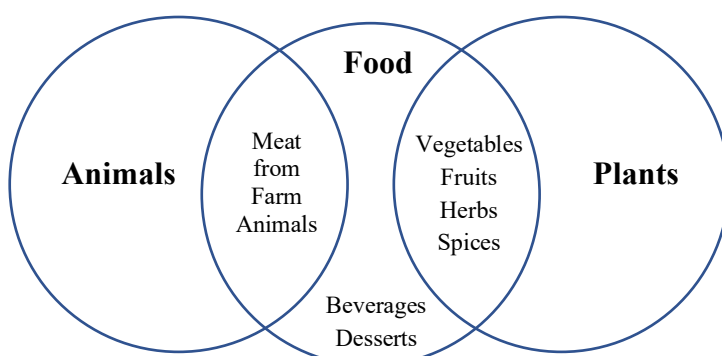 Food
Animals
Meat
from
Farm
Animals
Vegetables
Fruits
Herbs
Spices
Plants
Beverages
Desserts